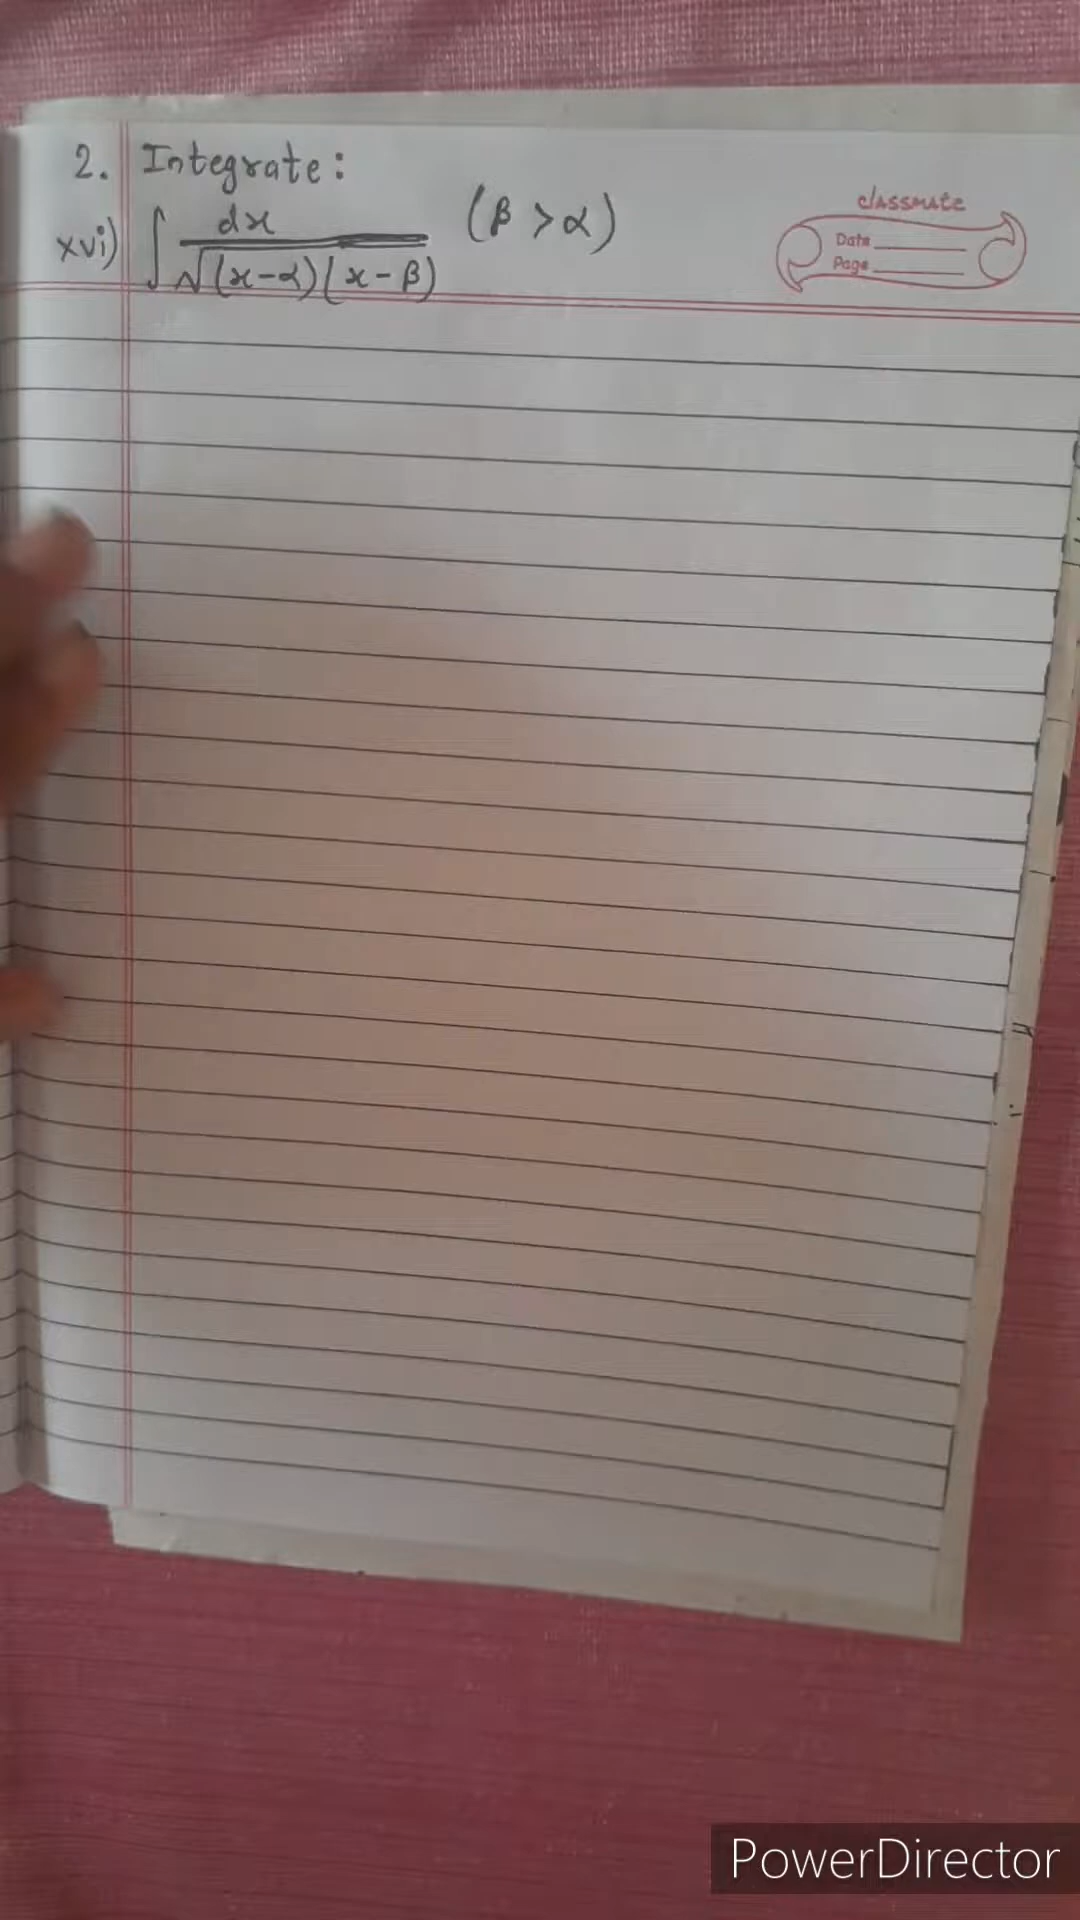 2. Integrate:
xvi) ∫ dx / √(x-α)(x-β) (β > α)
classmate
Date
Page
PowerDirector